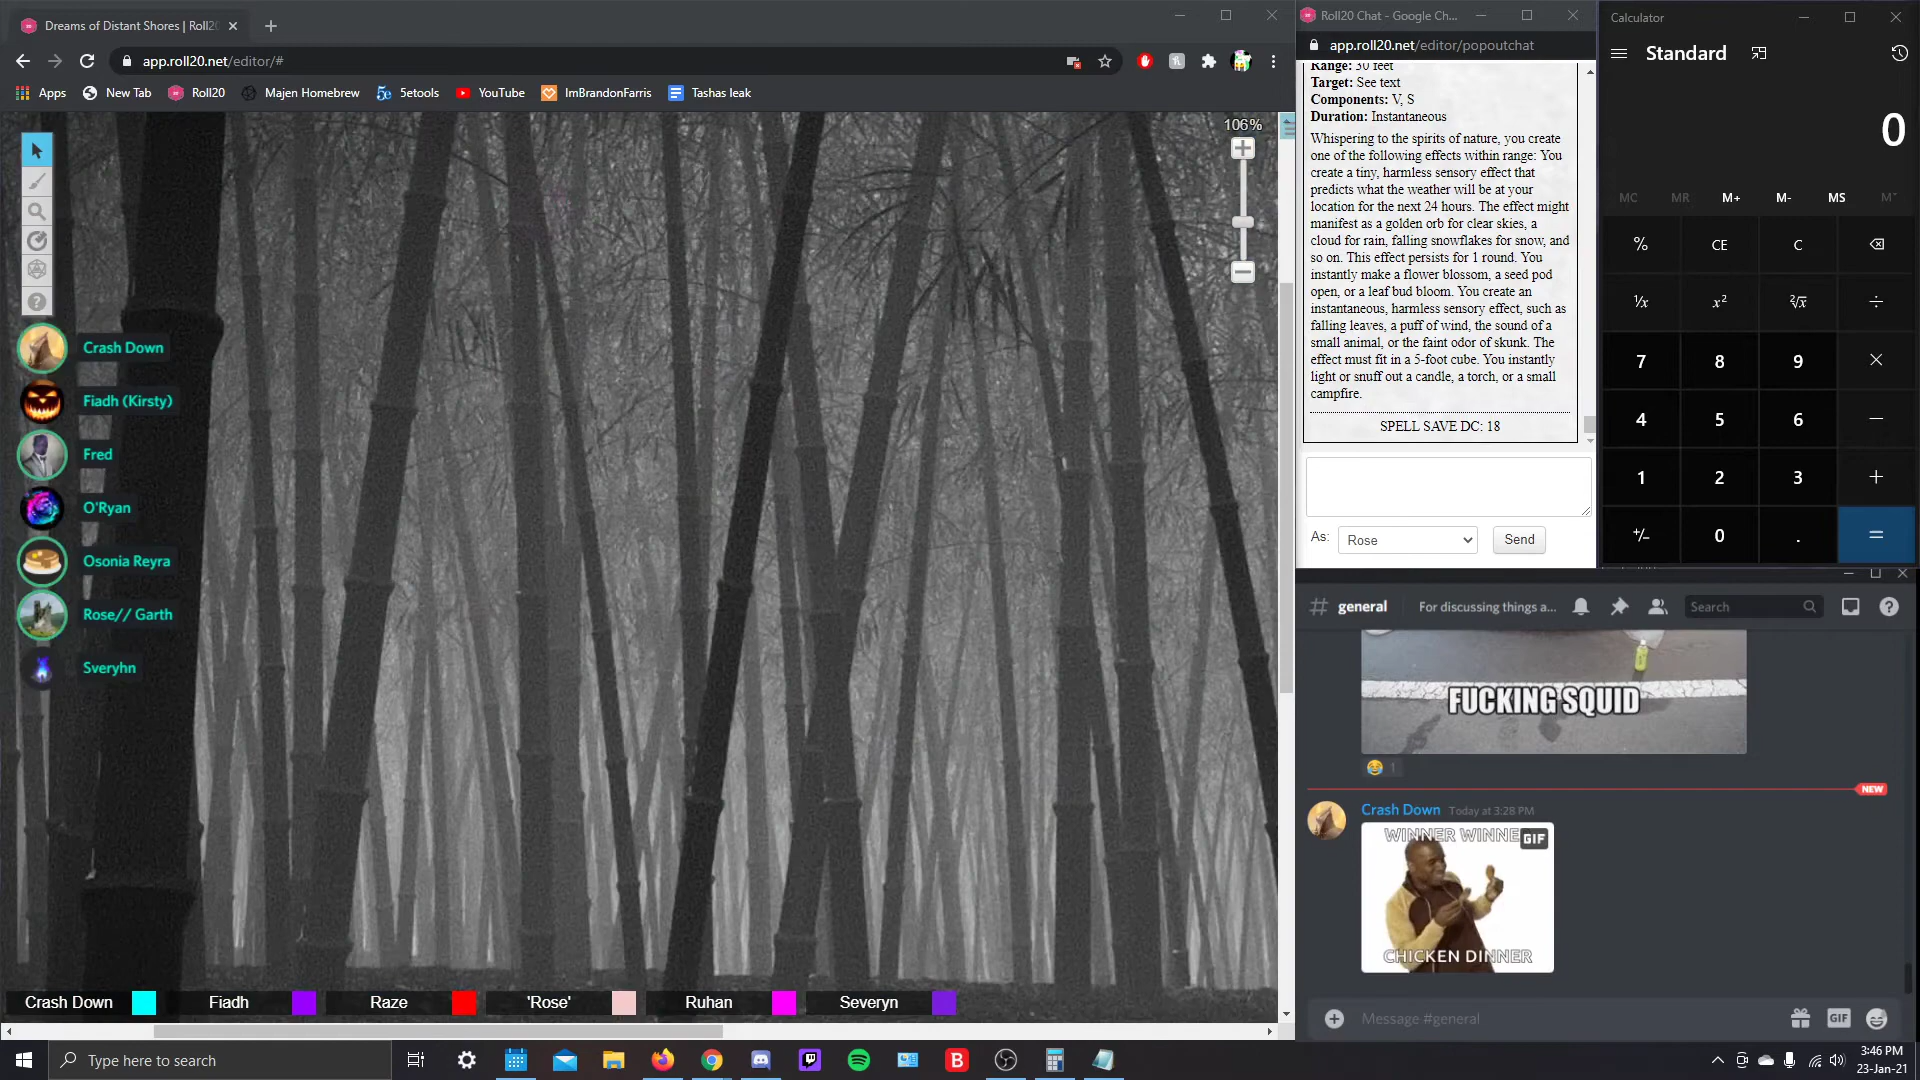 Dreams of Distant Shores | Roll20
app.roll20.net/editor/#
Apps
New Tab
Roll20
Majen Homebrew
5etools
YouTube
ImBrandonFarris
Tashas leak
106%
Crash Down
Fiadh (Kirsty)
Fred
O'Ryan
Osonia Reyra
Rose// Garth
Sveryhn
Crash Down
Fiadh
Raze
'Rose'
Ruhan
Severyn
Roll20 Chat - Google Ch...
app.roll20.net/editor/popoutchat
Range: 30 feet
Target: See text
Components: V, S
Duration: Instantaneous
Whispering to the spirits of nature, you create
one of the following effects within range: You
create a tiny, harmless sensory effect that
predicts what the weather will be at your
location for the next 24 hours. The effect might
manifest as a golden orb for clear skies, a
cloud for rain, falling snowflakes for snow, and
so on. This effect persists for 1 round. You
instantly make a flower blossom, a seed pod
open, or a leaf bud bloom. You create an
instantaneous, harmless sensory effect, such as
falling leaves, a puff of wind, the sound of a
small animal, or the faint odor of skunk. The
effect must fit in a 5-foot cube. You instantly
light or snuff out a candle, a torch, or a small
campfire.
SPELL SAVE DC: 18
As:
Rose
Send
Calculator
Standard
0
MC MR M+ M- MS M˅
% CE C
¹/x x² ²√x ÷
7 8 9 ×
4 5 6 −
1 2 3 +
+/- 0 . =
# general
For discussing things a...
Search
FUCKING SQUID
😂 1
NEW
Crash Down Today at 3:28 PM
WINNER WINNE
GIF
CHICKEN DINNER
Message #general
GIF
Type here to search
3:46 PM
23-Jan-21